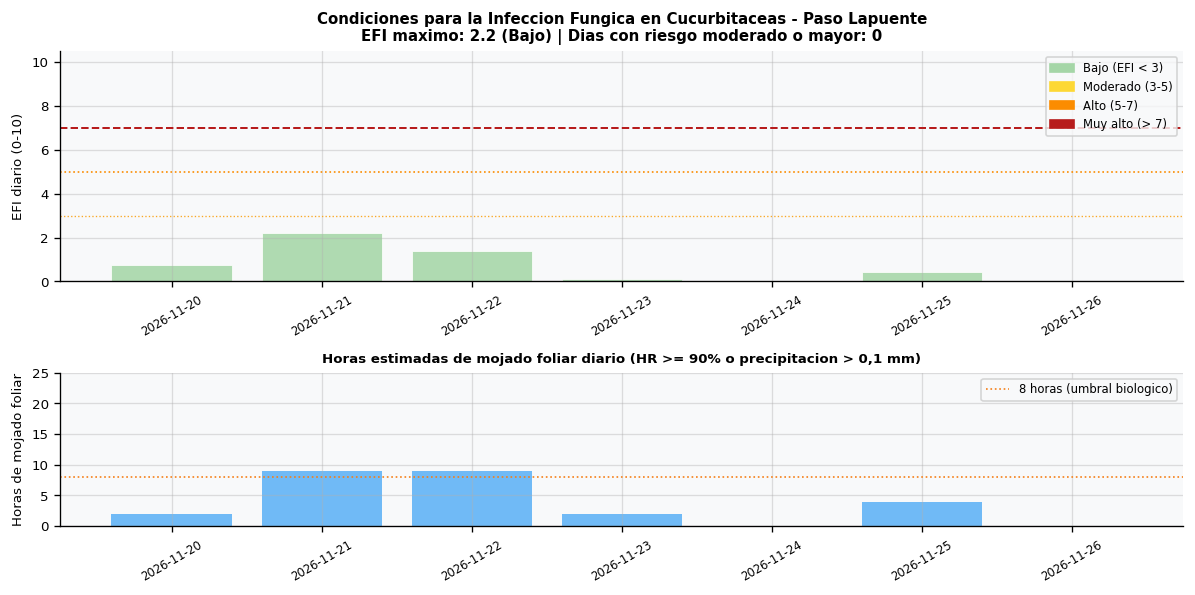 Condiciones para la Infeccion Fungica en Cucurbitaceas - Paso Lapuente
EFI maximo: 2.2 (Bajo) | Dias con riesgo moderado o mayor: 0
EFI diario (0-10)
10
8
6
4
2
0
Bajo (EFI < 3)
Moderado (3-5)
Alto (5-7)
Muy alto (> 7)
2026-11-20
2026-11-21
2026-11-22
2026-11-23
2026-11-24
2026-11-25
2026-11-26
Horas estimadas de mojado foliar diario (HR >= 90% o precipitacion > 0,1 mm)
Horas de mojado foliar
25
20
15
10
5
0
8 horas (umbral biologico)
2026-11-20
2026-11-21
2026-11-22
2026-11-23
2026-11-24
2026-11-25
2026-11-26